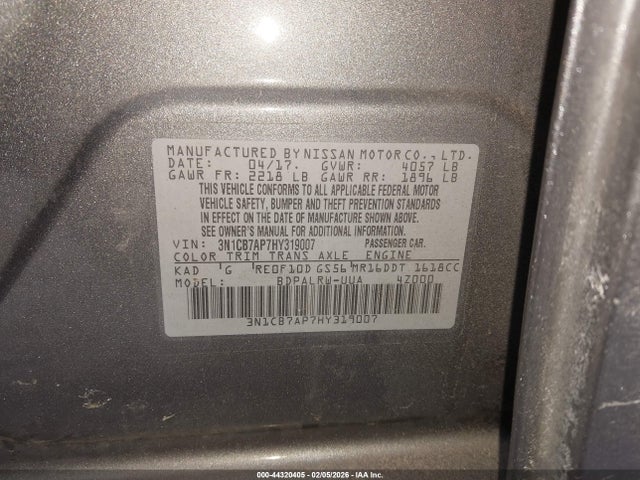 MANUFACTURED BY NISSAN MOTOR CO., LTD.
DATE: 04/17. GVWR: 4057 LB
GAWR FR: 2218 LB GAWR RR: 1896 LB
THIS VEHICLE CONFORMS TO ALL APPLICABLE FEDERAL MOTOR
VEHICLE SAFETY, BUMPER AND THEFT PREVENTION STANDARDS
IN EFFECT ON THE DATE OF MANUFACTURE SHOWN ABOVE.
SEE OWNER'S MANUAL FOR ADDITIONAL INFORMATION.
VIN: 3N1CB7AP7HY319007 PASSENGER CAR.
COLOR TRIM TRANS AXLE ENGINE
KAD G RE0F10D GS56 MR16DDT 1618CC
MODEL: BDPALRW-UUA 4Z000
3N1CB7AP7HY319007
000-44320405 - 02/05/2026 - IAA Inc.